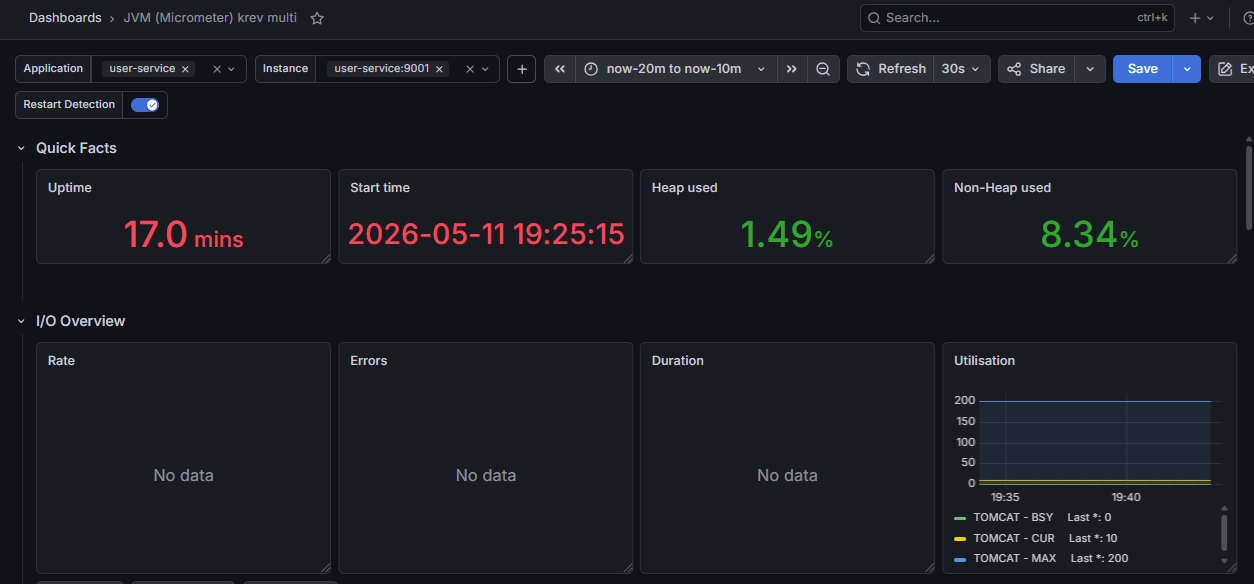 Dashboards › JVM (Micrometer) krev multi
Search... ctrl+k
Application user-service
Instance user-service:9001
now-20m to now-10m
Refresh 30s
Share
Save
Ex
Restart Detection
Quick Facts
Uptime
17.0 mins
Start time
2026-05-11 19:25:15
Heap used
1.49%
Non-Heap used
8.34%
I/O Overview
Rate
No data
Errors
No data
Duration
No data
Utilisation
200
150
100
50
0
19:35 19:40
TOMCAT - BSY Last *: 0
TOMCAT - CUR Last *: 10
TOMCAT - MAX Last *: 200